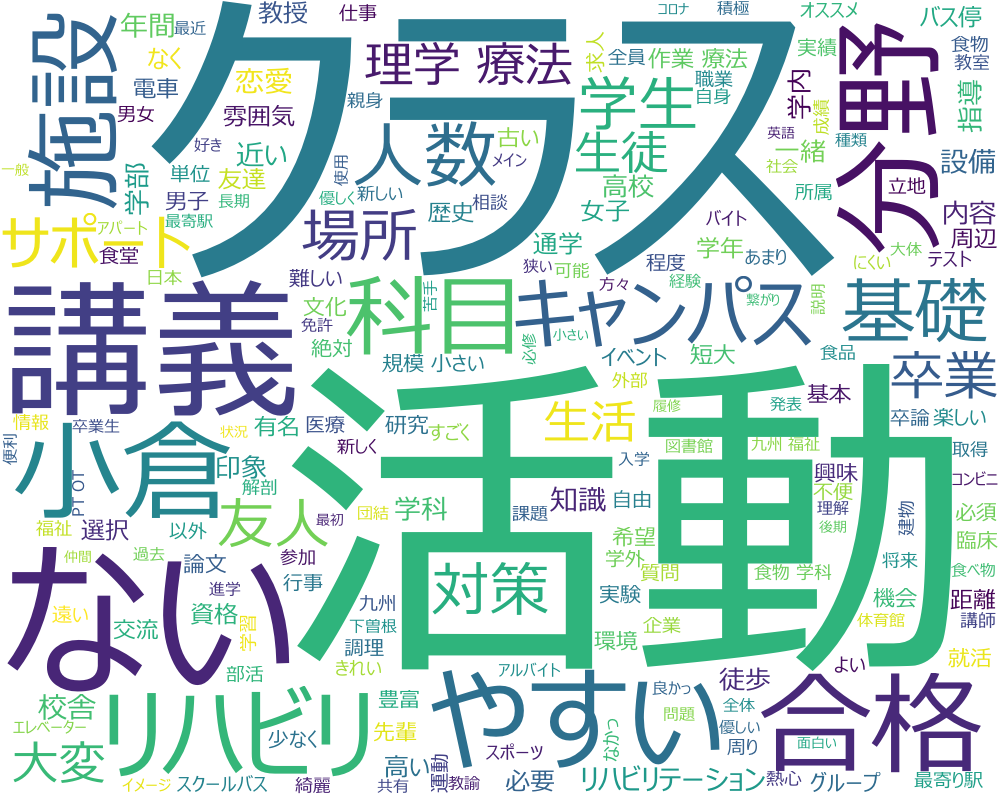 クラス
活動
講義
ない
施設
分野
科目
小倉
人数
やすい
合格
リハビリ
キャンパス
基礎
サポート
場所
理学 療法
学生
生徒
友人
対策
生活
卒業
大変
教授
仕事
コロナ
積極
オススメ
バス停
年間
最近
なく
電車
恋愛
求人
全員
作業 療法
実績
食物
教室
男女
雰囲気
親身
職業
自身
学内
成績
指導
好き
近い
古い
メイン
英語
種類
一緒
社会
設備
一般
学部
単位
友達
使用
新しい
高校
所属
立地
男子
長期
優しく
相談
歴史
女子
バイト
内容
周辺
アパート
最寄駅
食堂
日本
難しい
通学
学年
あまり
大体
にくい
テスト
狭い
可能
程度
方々
経験
繋がり
説明
文化
免許
苦手
絶対
規模 小さい
必修
小さい
イベント
短大
食品
外部
基本
情報
卒業生
有名
医療
研究
すごく
履修
発表
卒論
楽しい
便利
状況
新しく
図書館
九州 福祉
取得
印象
解剖
入学
興味
コンビニ
PT OT
選択
知識
自由
不便
理解
福祉
以外
最初
団結
学科
課題
希望
後期
建物
必須
臨床
仲間
過去
論文
参加
学外
質問
食物 学科
将来
食べ物
進学
行事
実験
機会
距離
遠い
交流
資格
学習
九州
下曽根
環境
企業
体育館
講師
調理
きれい
部活
アルバイト
良かっ
徒歩
よい
就活
校舎
豊富
先輩
全体
問題
エレベーター
少なく
スポーツ
なかっ
優しい
周り
面白い
高い
運動
イメージ
スクールバス
綺麗
共有
教諭
必要
リハビリテーション
熱心
グループ
最寄り駅